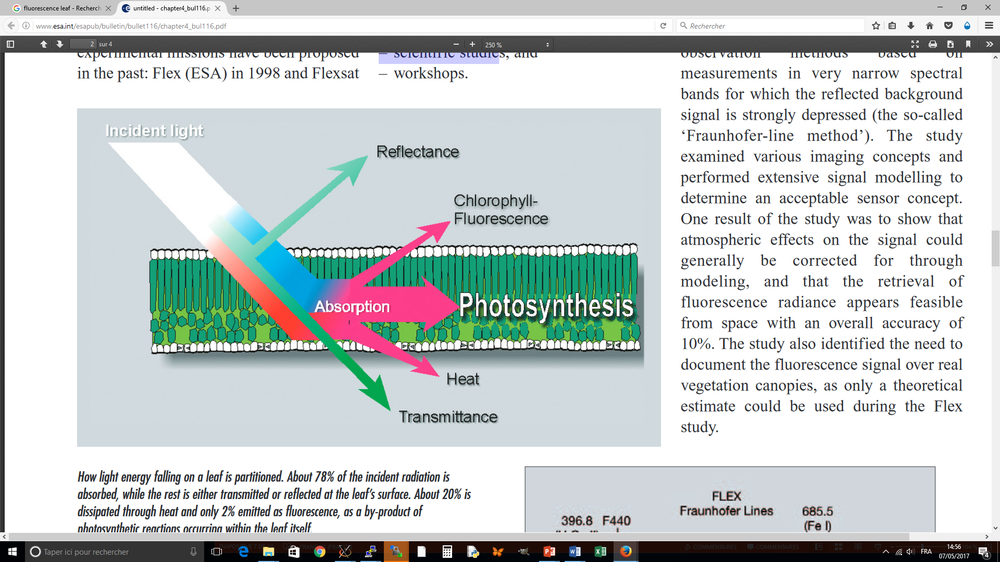 fluorescence leaf - Recherch
untitled - chapter4_bul116.p
www.esa.int/esapub/bulletin/bullet116/chapter4_bul116.pdf
Rechercher
2 sur 4
250 %
experimental missions have been proposed
in the past: Flex (ESA) in 1998 and Flexsat
– scientific studies, and
– workshops.
observation methods based on
measurements in very narrow spectral
bands for which the reflected background
signal is strongly depressed (the so-called
‘Fraunhofer-line method’). The study
examined various imaging concepts and
performed extensive signal modelling to
determine an acceptable sensor concept.
One result of the study was to show that
atmospheric effects on the signal could
generally be corrected for through
modeling, and that the retrieval of
fluorescence radiance appears feasible
from space with an overall accuracy of
10%. The study also identified the need to
document the fluorescence signal over real
vegetation canopies, as only a theoretical
estimate could be used during the Flex
study.
Incident light
Reflectance
Chlorophyll-
Fluorescence
Absorption
Photosynthesis
Heat
Transmittance
How light energy falling on a leaf is partitioned. About 78% of the incident radiation is
absorbed, while the rest is either transmitted or reflected at the leaf’s surface. About 20% is
dissipated through heat and only 2% emitted as fluorescence, as a by-product of
photosynthetic reactions occurring within the leaf itself.
FLEX
Fraunhofer Lines
396.8 F440
685.5
(Fe I)
Taper ici pour rechercher
COMMENTAIRES
COMMENTAIRES
FRA
14:56
07/05/2017
4